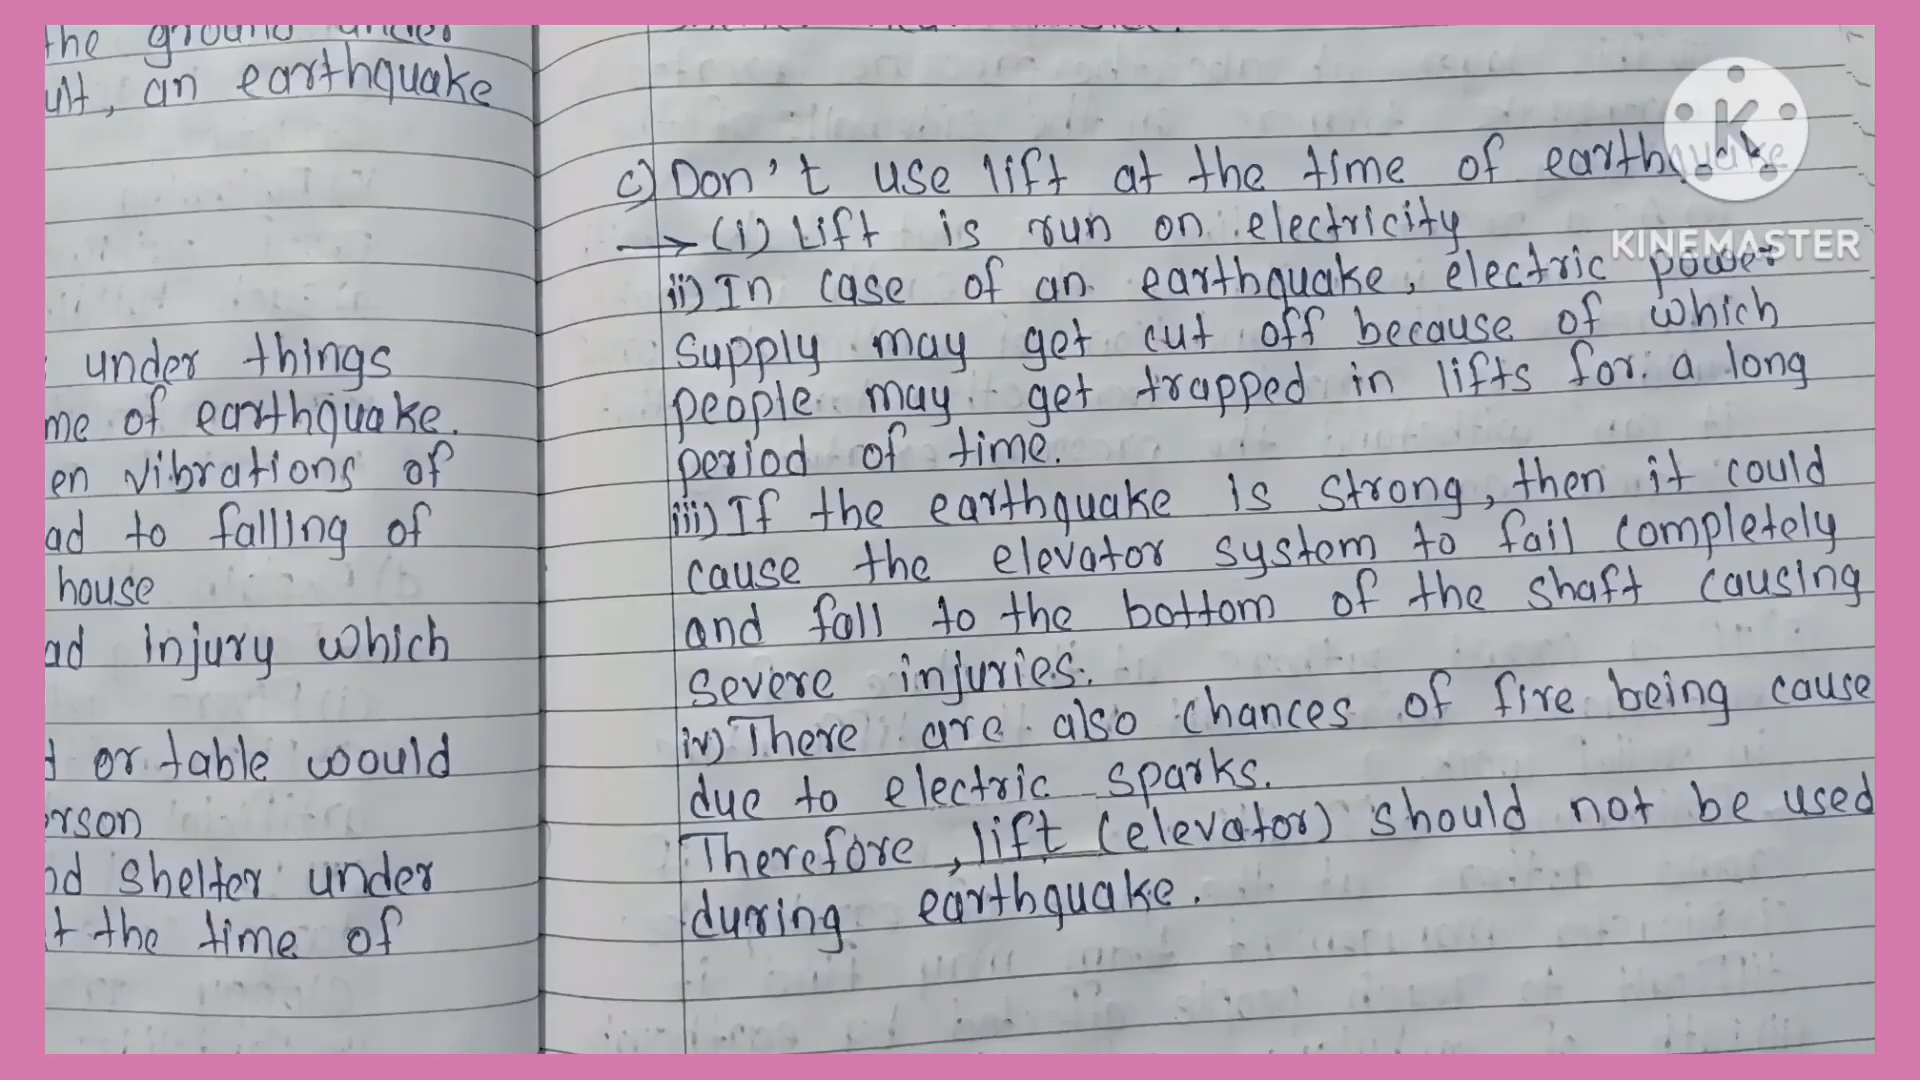 the ground under
ult, an earthquake
under things
me of earthquake.
en vibrations of
ad to falling of
house
ad injury which
or table would
erson
nd shelter under
t the time of
c) Don't use lift at the time of earthquake
→ (i) Lift is run on electricity
ii) In case of an earthquake, electric power
supply may get cut off because of which
people may get trapped in lifts for a long
period of time.
iii) If the earthquake is strong, then it could
cause the elevator system to fail completely
and fall to the bottom of the shaft causing
severe injuries.
iv) There are also chances of fire being cause
due to electric sparks.
Therefore, lift (elevator) should not be used
during earthquake.
K
KINEMASTER